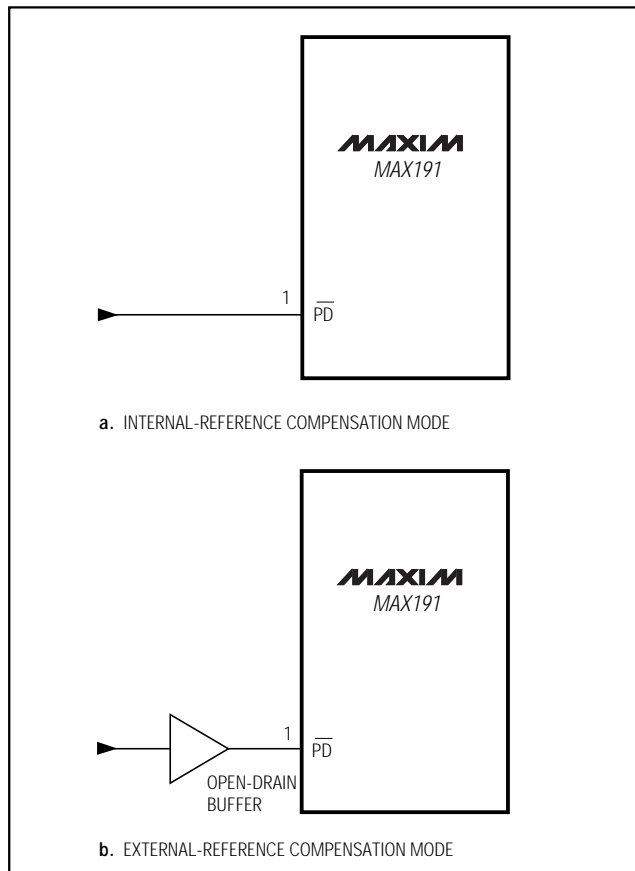 MAXIM
MAX191
1
PD
a. INTERNAL-REFERENCE COMPENSATION MODE
MAXIM
MAX191
1
PD
OPEN-DRAIN
BUFFER
b. EXTERNAL-REFERENCE COMPENSATION MODE